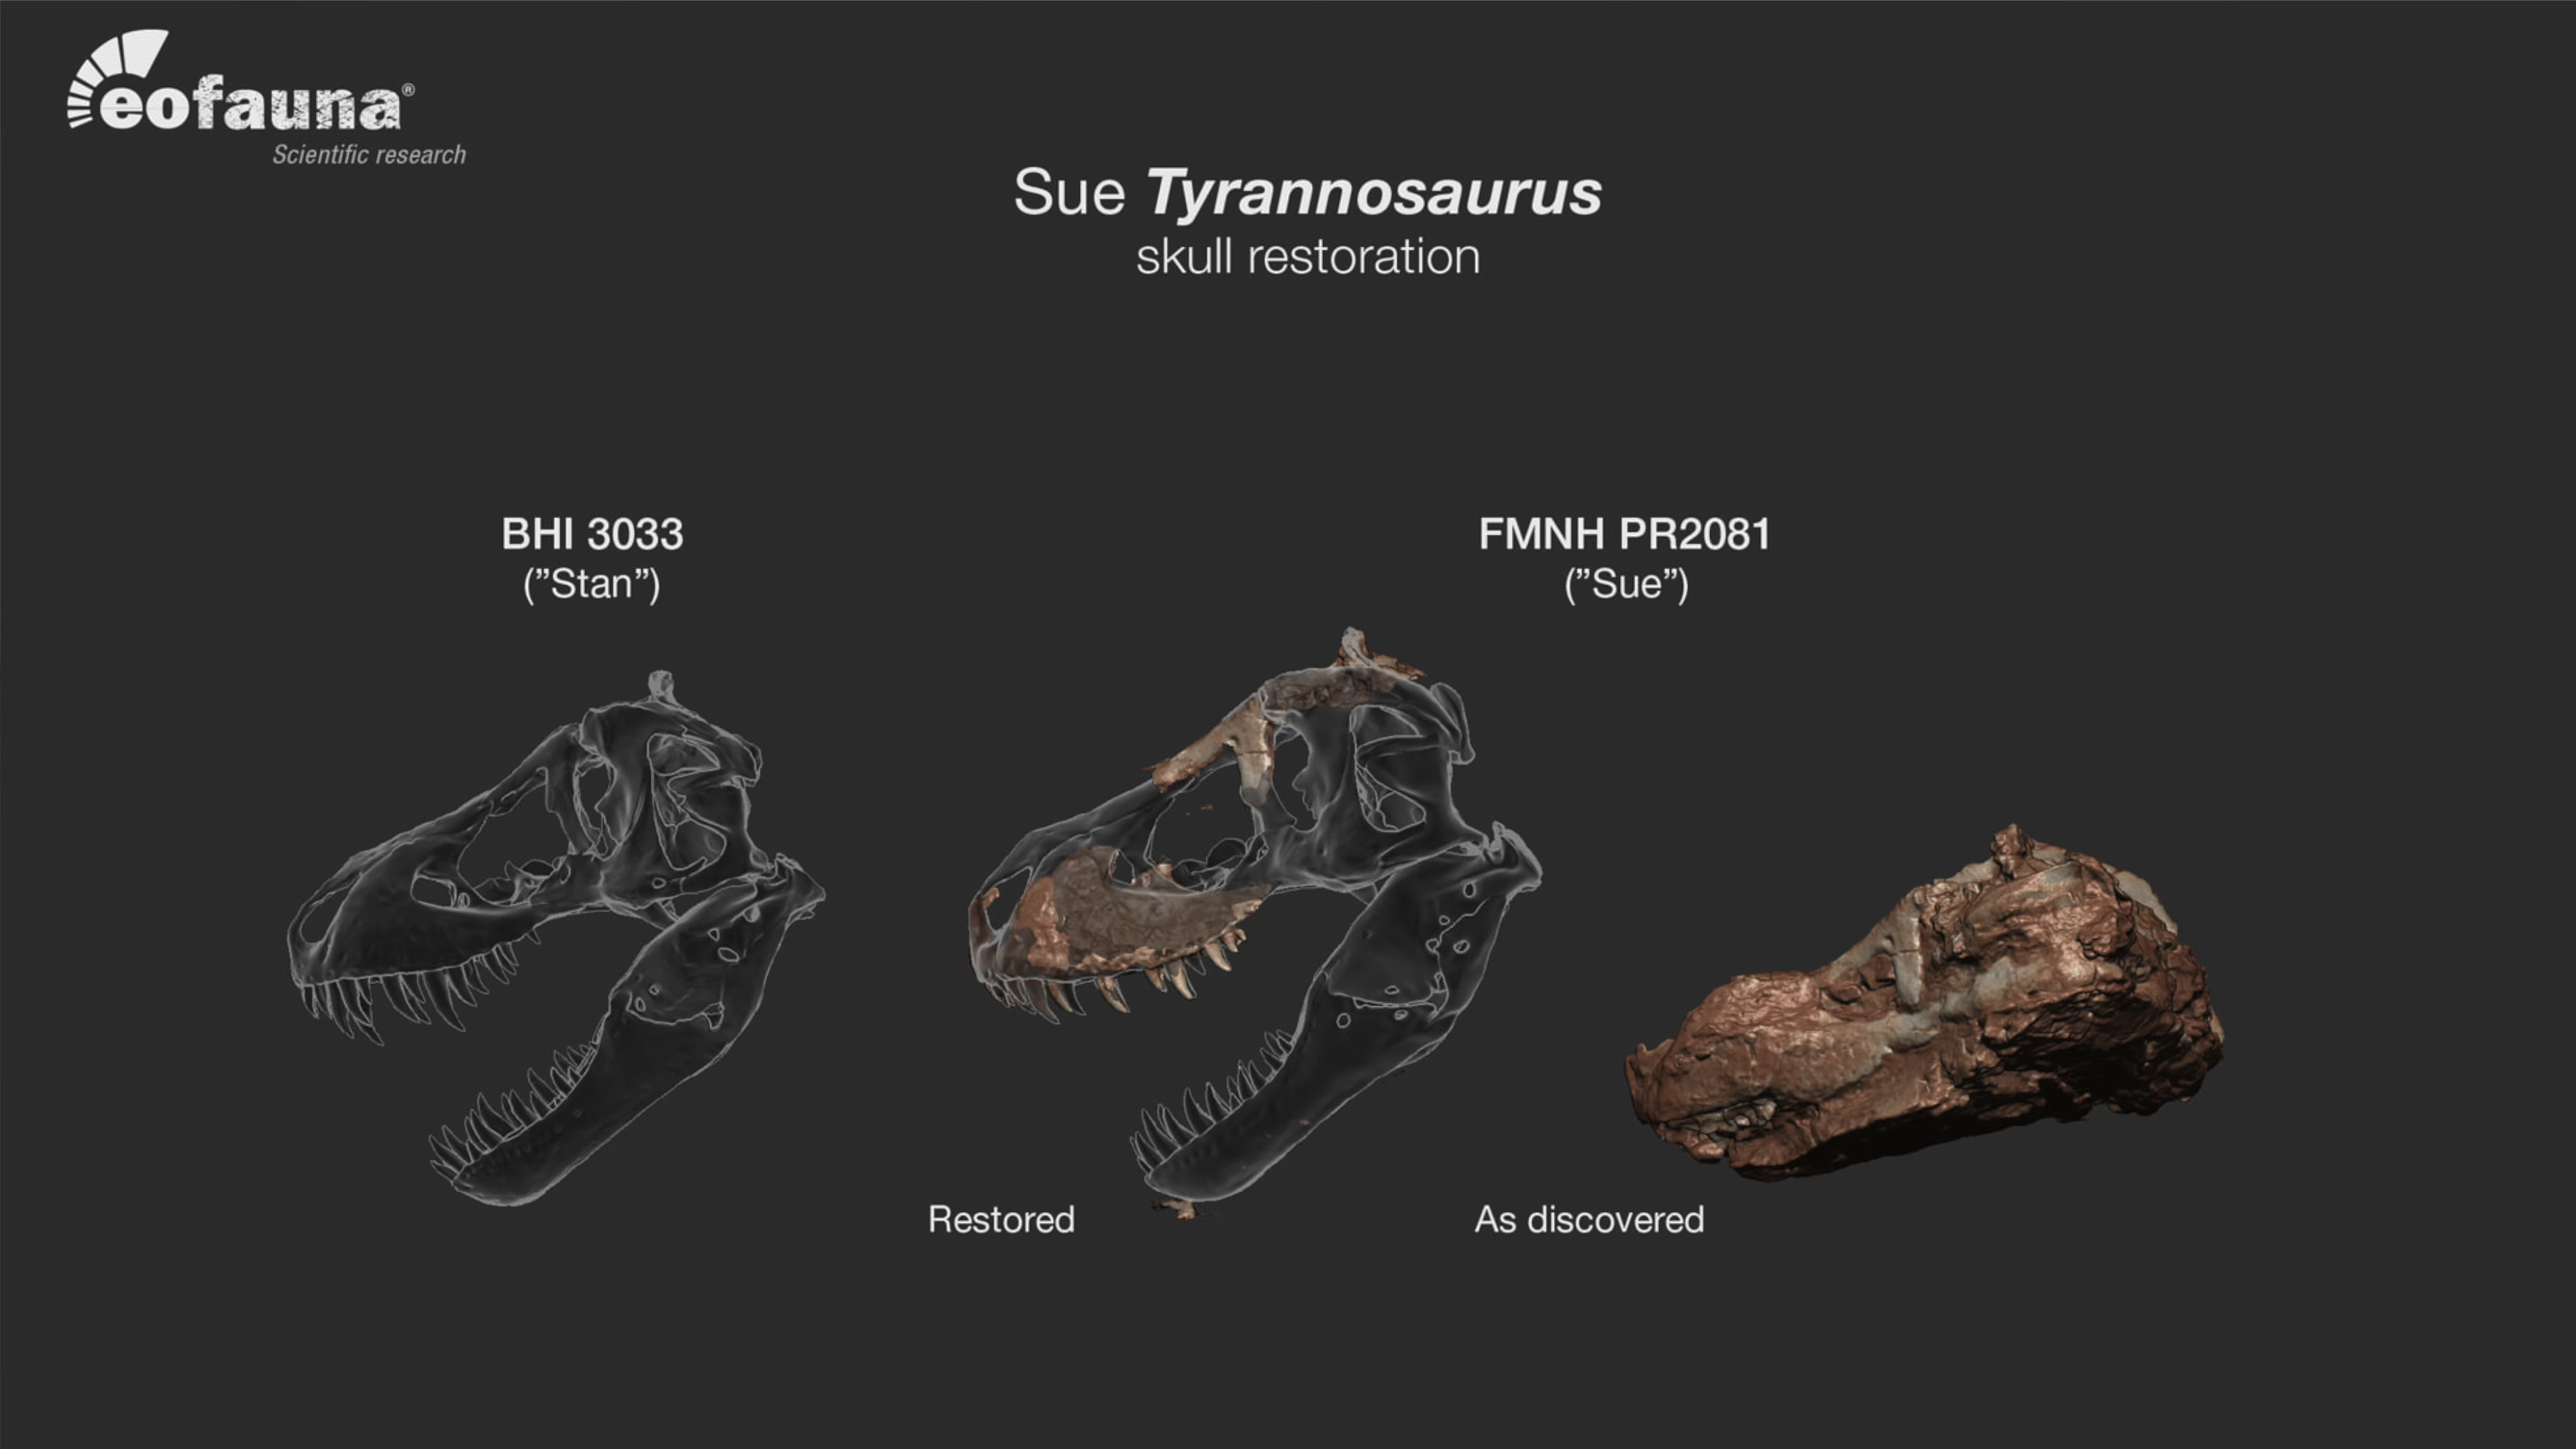 eofauna®
Scientific research
Sue Tyrannosaurus
skull restoration
BHI 3033
(”Stan”)
FMNH PR2081
(”Sue”)
Restored
As discovered